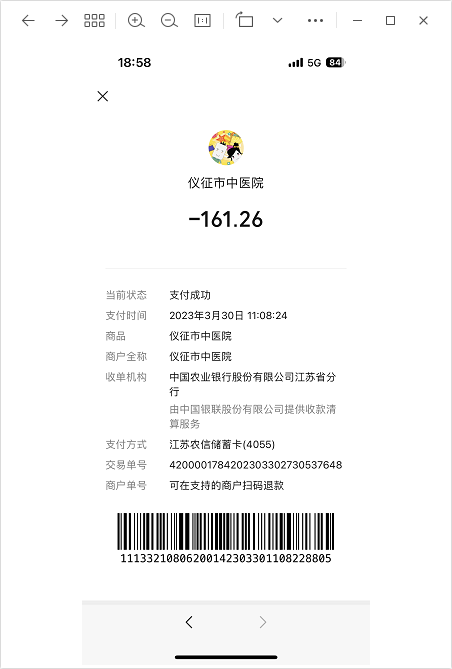 1:1
18:58
5G 84
仪征市中医院
-161.26
当前状态 支付成功
支付时间 2023年3月30日 11:08:24
商品 仪征市中医院
商户全称 仪征市中医院
收单机构 中国农业银行股份有限公司江苏省分
行
由中国银联股份有限公司提供收款清
算服务
支付方式 江苏农信储蓄卡(4055)
交易单号 4200001784202303302730537648
商户单号 可在支持的商户扫码退款
11133210806200142303301108228805